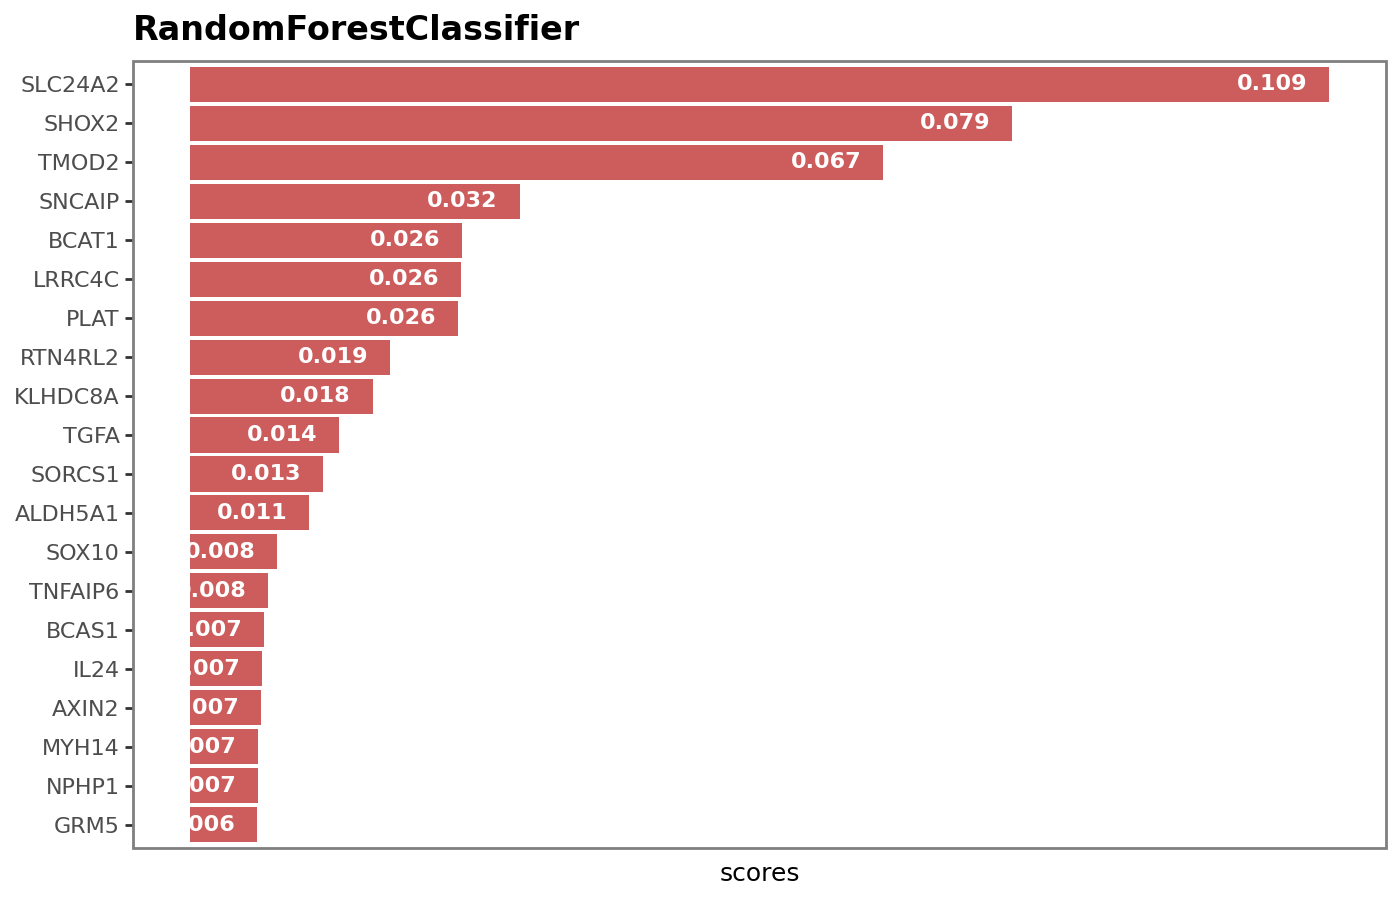 RandomForestClassifier
SLC24A2 0.109
SHOX2 0.079
TMOD2 0.067
SNCAIP 0.032
BCAT1 0.026
LRRC4C 0.026
PLAT 0.026
RTN4RL2 0.019
KLHDC8A 0.018
TGFA 0.014
SORCS1 0.013
ALDH5A1 0.011
SOX10 0.008
TNFAIP6 .008
BCAS1 .007
IL24 .007
AXIN2 007
MYH14 007
NPHP1 007
GRM5 006
scores